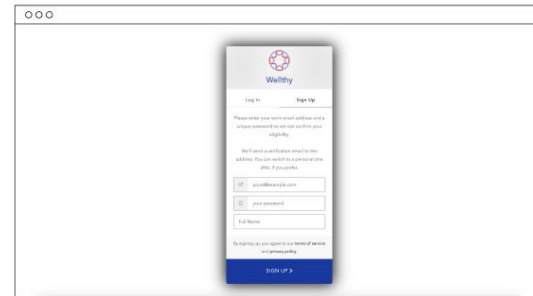 Wellthy
Log In
Sign Up
Please enter your work email address and a
unique password so we can confirm your
eligibility.
We'll send a verification email to this
address. You can switch to a personal one
after, if you prefer.
your@example.com
your password
Full Name
By signing up, you agree to our terms of service
and privacy policy.
SIGN UP >